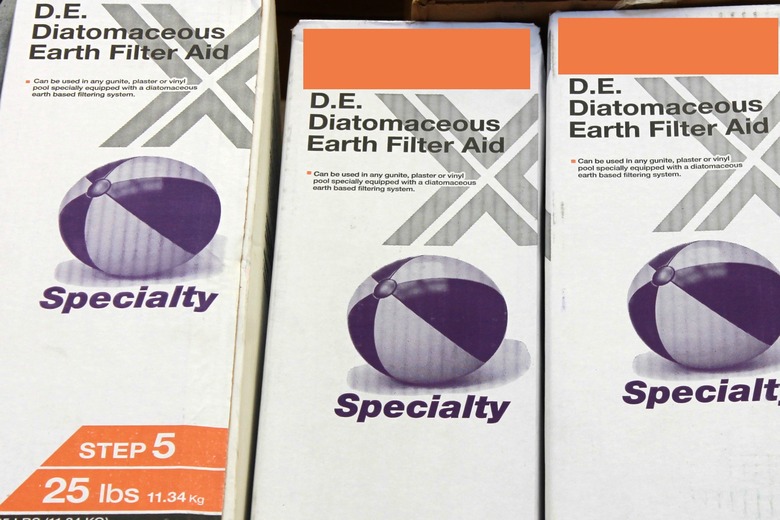 D.E.
Diatomaceous
Earth Filter Aid
Can be used in any gunite, plaster or vinyl
pool specially equipped with a diatomaceous
earth based filtering system.
Specialty
STEP 5
25 lbs 11.34 Kg
D.E.
Diatomaceous
Earth Filter Aid
Can be used in any gunite, plaster or vinyl
pool specially equipped with a diatomaceous
earth based filtering system.
Specialty
D.E.
Diatomaceous
Earth Filter Aid
Can be used in any gunite, plaster or vinyl
pool specially equipped with a diatomaceous
earth based filtering system.
Specialt